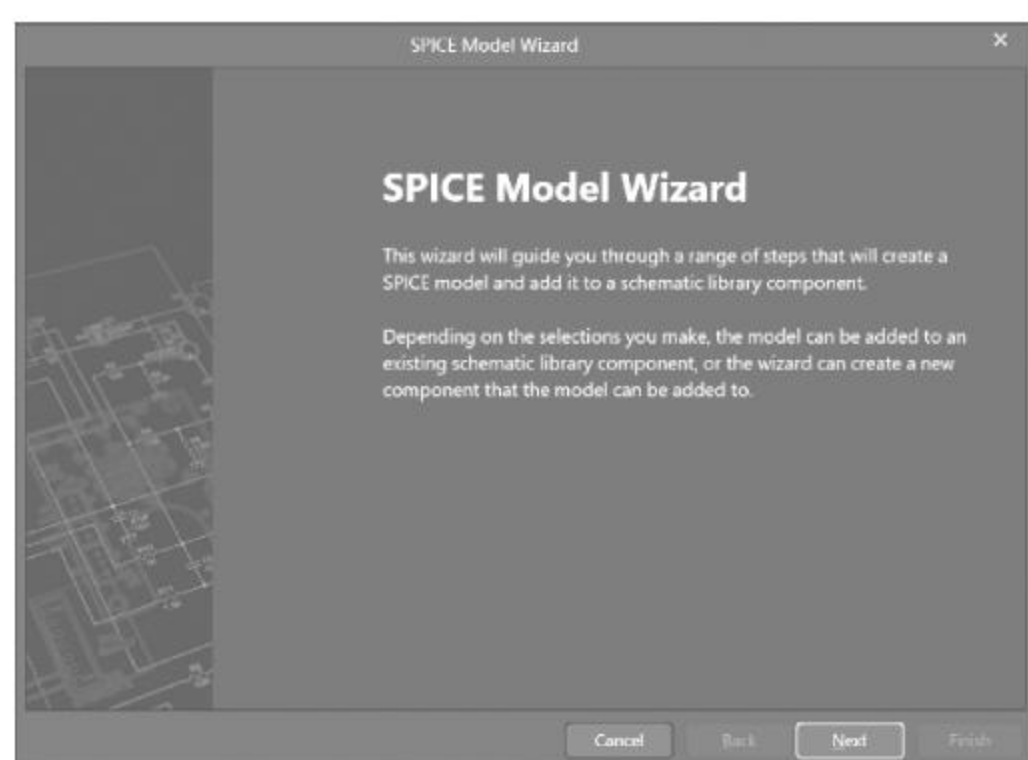 SPICE Model Wizard
×
SPICE Model Wizard
This wizard will guide you through a range of steps that will create a
SPICE model and add it to a schematic library component.
Depending on the selections you make, the model can be added to an
existing schematic library component, or the wizard can create a new
component that the model can be added to.
Cancel Back Next Finish